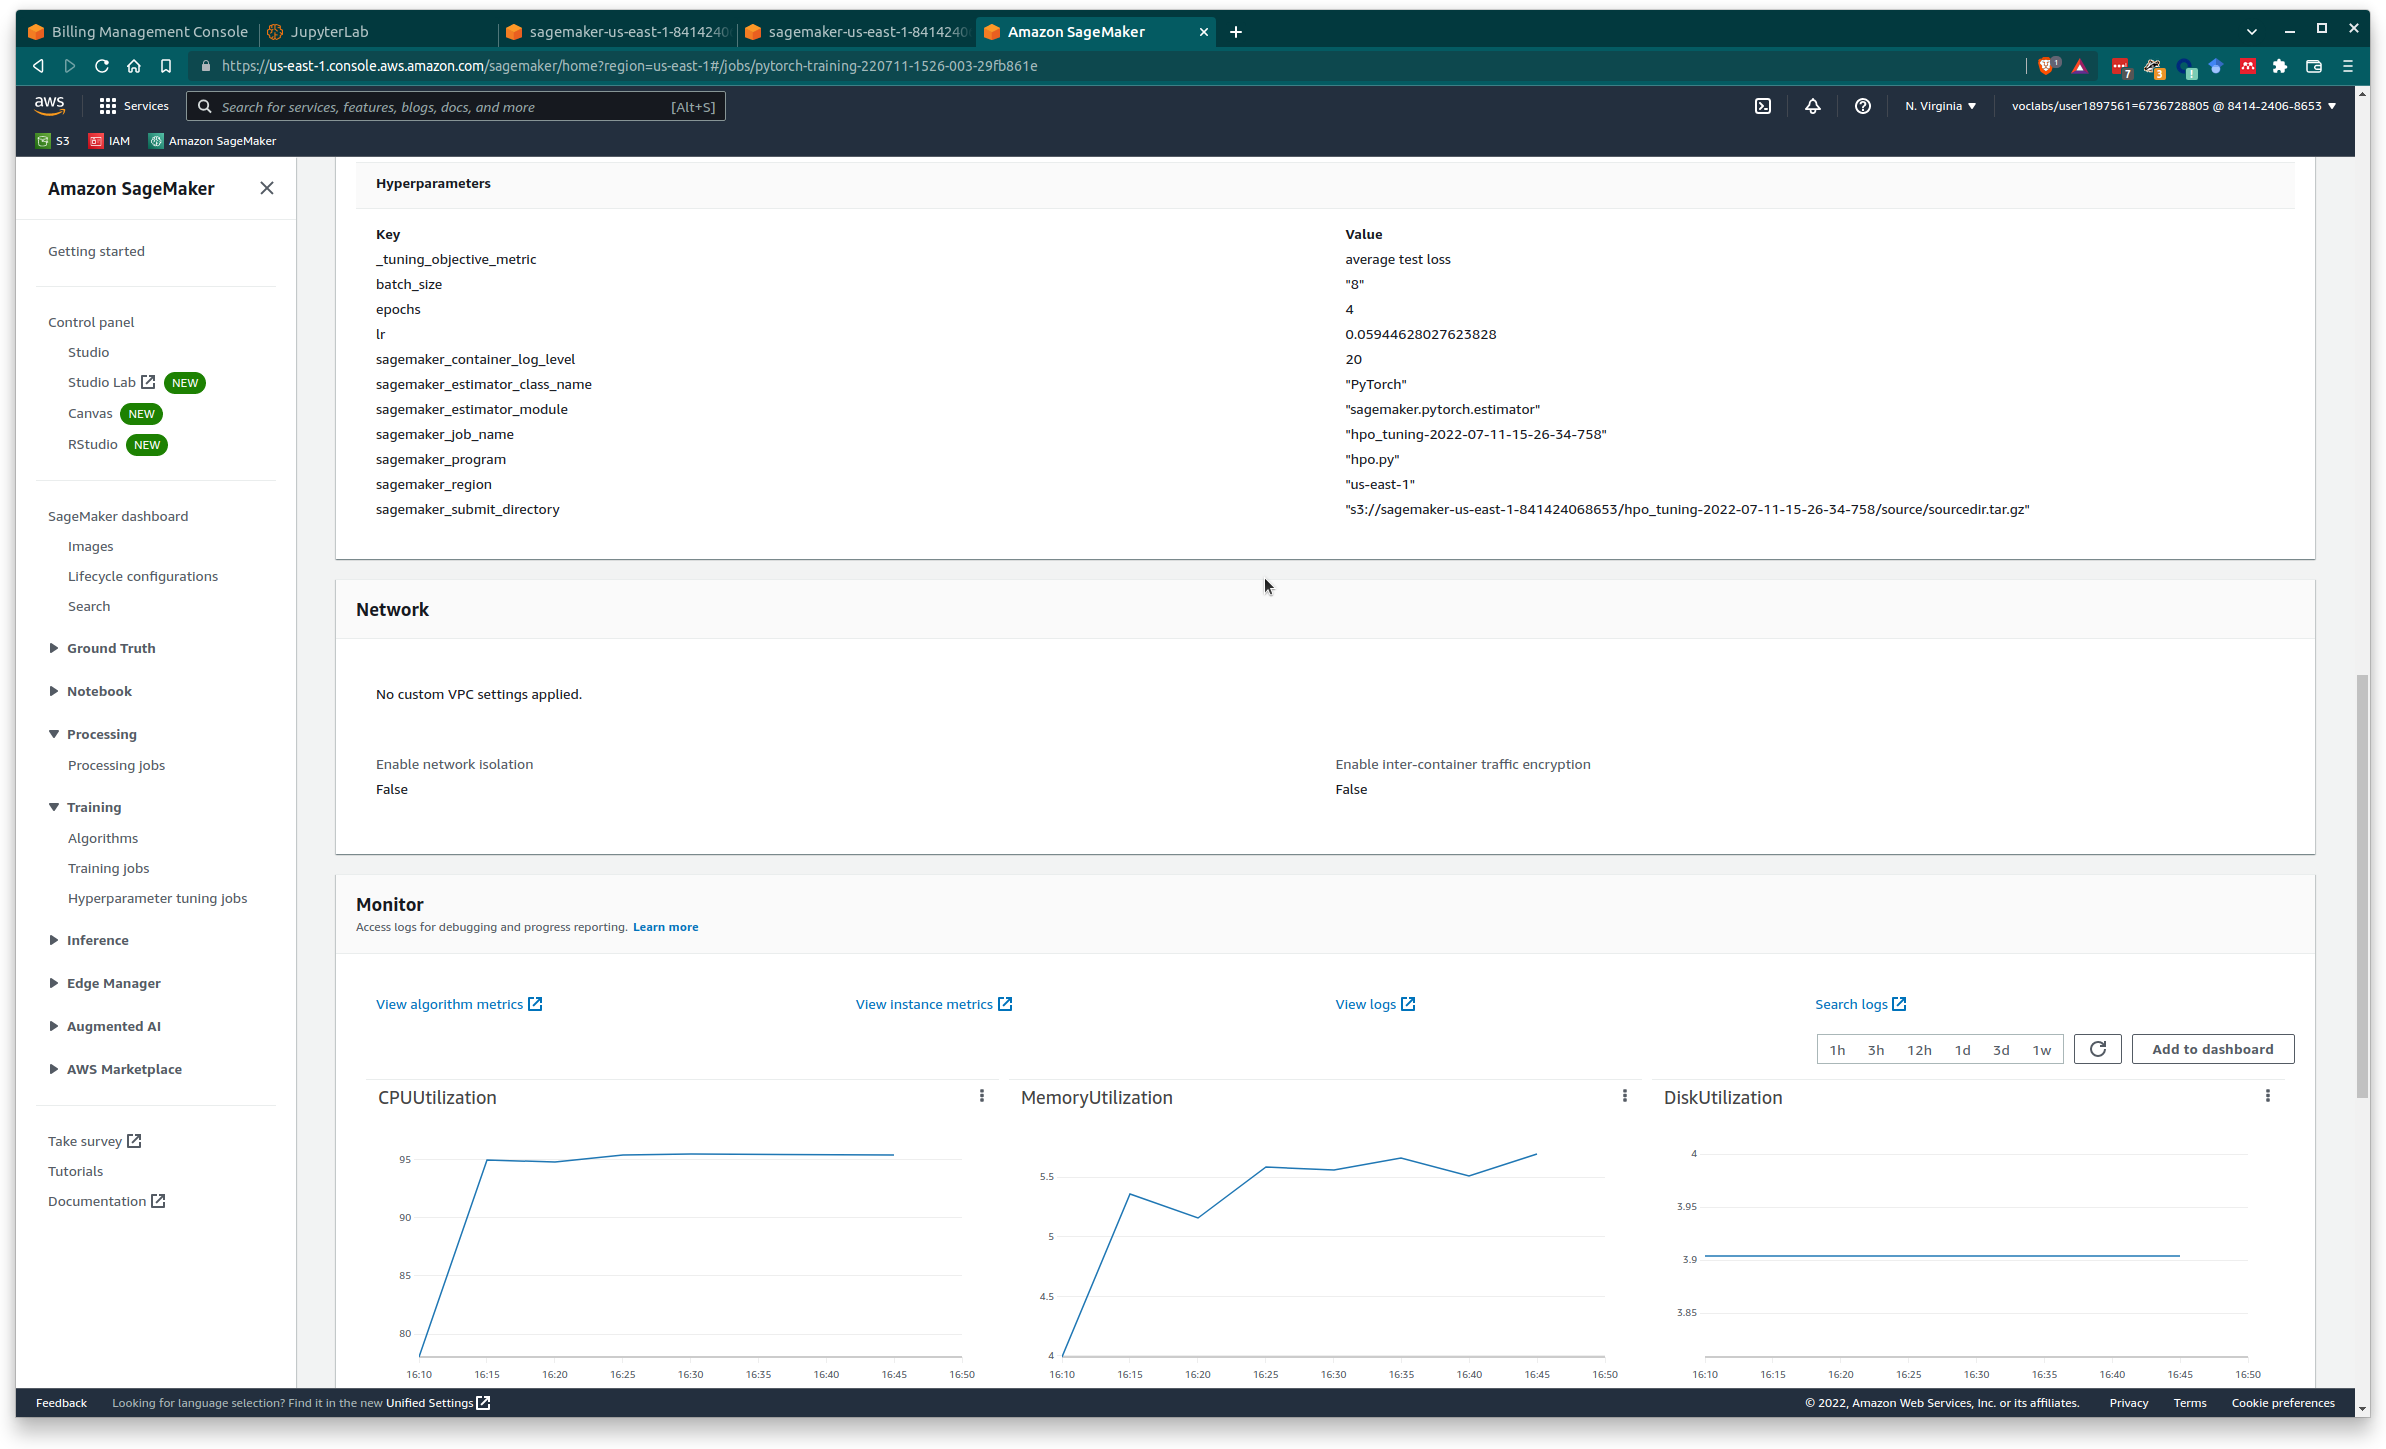 Billing Management Console
JupyterLab
sagemaker-us-east-1-8414240
sagemaker-us-east-1-8414240
Amazon SageMaker
https://us-east-1.console.aws.amazon.com/sagemaker/home?region=us-east-1#/jobs/pytorch-training-220711-1526-003-29fb861e
1
7
3
aws
Services
Search for services, features, blogs, docs, and more
[Alt+S]
N. Virginia
voclabs/user1897561=6736728805 @ 8414-2406-8653
S3
IAM
Amazon SageMaker
Amazon SageMaker
Getting started
Control panel
Studio
Studio Lab NEW
Canvas NEW
RStudio NEW
SageMaker dashboard
Images
Lifecycle configurations
Search
Ground Truth
Notebook
Processing
Processing jobs
Training
Algorithms
Training jobs
Hyperparameter tuning jobs
Inference
Edge Manager
Augmented AI
AWS Marketplace
Take survey
Tutorials
Documentation
Hyperparameters
Key Value
_tuning_objective_metric average test loss
batch_size "8"
epochs 4
lr 0.05944628027623828
sagemaker_container_log_level 20
sagemaker_estimator_class_name "PyTorch"
sagemaker_estimator_module "sagemaker.pytorch.estimator"
sagemaker_job_name "hpo_tuning-2022-07-11-15-26-34-758"
sagemaker_program "hpo.py"
sagemaker_region "us-east-1"
sagemaker_submit_directory "s3://sagemaker-us-east-1-841424068653/hpo_tuning-2022-07-11-15-26-34-758/source/sourcedir.tar.gz"
Network
No custom VPC settings applied.
Enable network isolation Enable inter-container traffic encryption
False False
Monitor
Access logs for debugging and progress reporting. Learn more
View algorithm metrics View instance metrics View logs Search logs
1h 3h 12h 1d 3d 1w Add to dashboard
CPUUtilization
95
90
85
80
16:10 16:15 16:20 16:25 16:30 16:35 16:40 16:45 16:50
MemoryUtilization
5.5
5
4.5
4
16:10 16:15 16:20 16:25 16:30 16:35 16:40 16:45 16:50
DiskUtilization
4
3.95
3.9
3.85
16:10 16:15 16:20 16:25 16:30 16:35 16:40 16:45 16:50
Feedback Looking for language selection? Find it in the new Unified Settings © 2022, Amazon Web Services, Inc. or its affiliates. Privacy Terms Cookie preferences